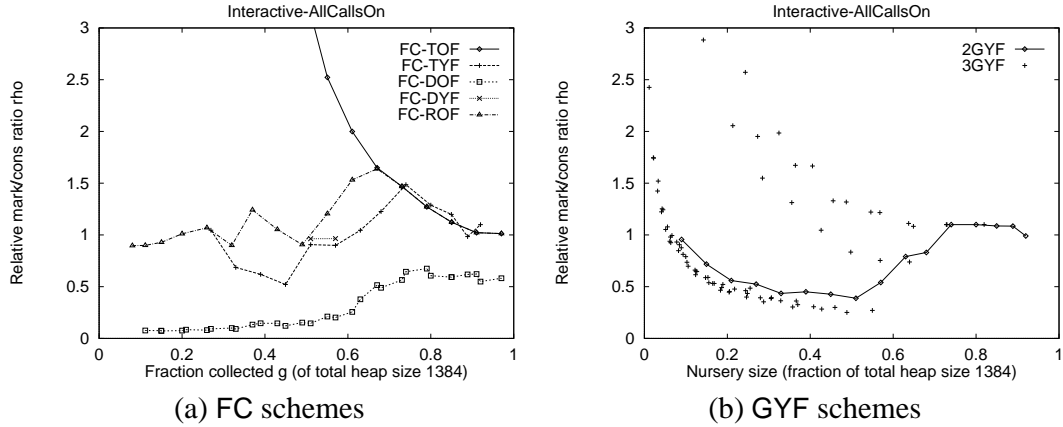 Interactive-AllCallsOn
Relative mark/cons ratio rho
3
2.5
2
1.5
1
0.5
0
FC-TOF
FC-TYF
FC-DOF
FC-DYF
FC-ROF
0 0.2 0.4 0.6 0.8 1
Fraction collected g (of total heap size 1384)
(a) FC schemes
Interactive-AllCallsOn
Relative mark/cons ratio rho
3
2.5
2
1.5
1
0.5
0
2GYF
3GYF
0 0.2 0.4 0.6 0.8 1
Nursery size (fraction of total heap size 1384)
(b) GYF schemes